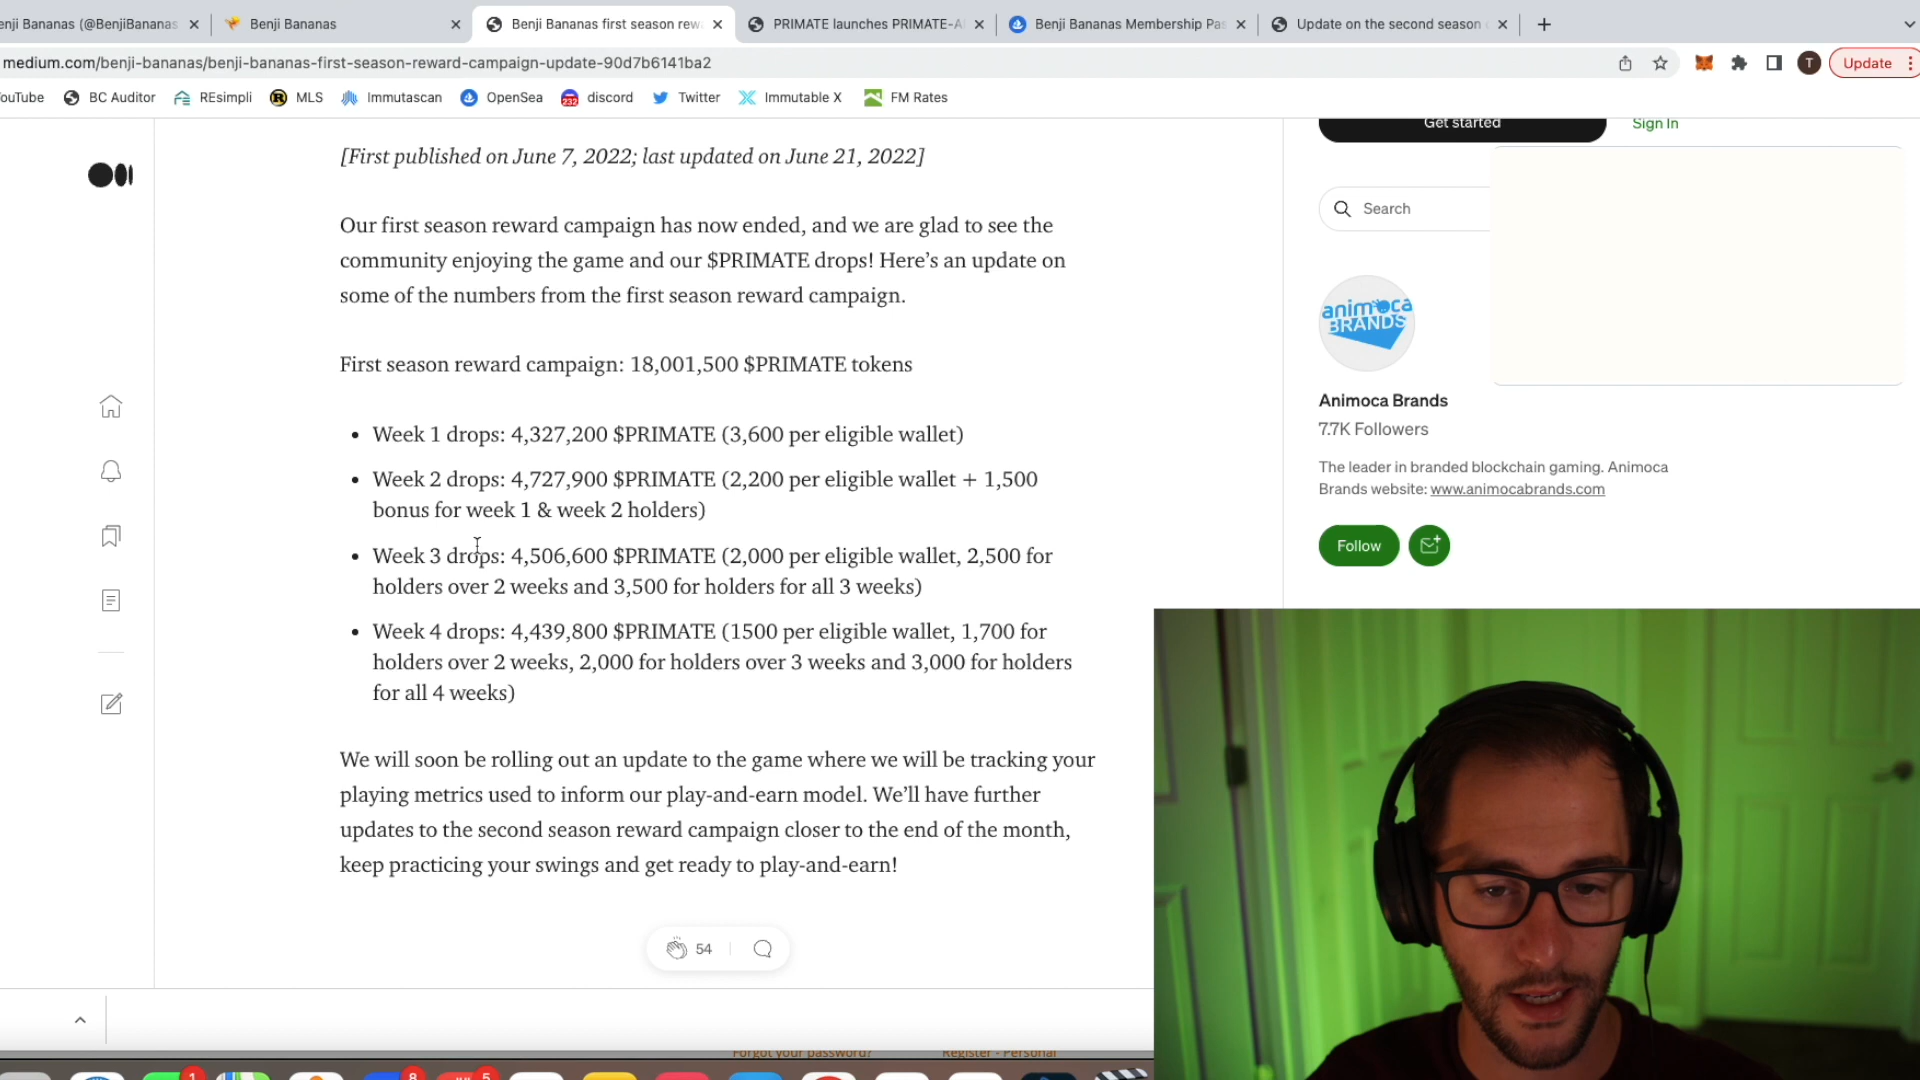 enji Bananas (@BenjiBananas
Benji Bananas
Benji Bananas first season rew
PRIMATE launches PRIMATE-A
Benji Bananas Membership Pas
Update on the second season
medium.com/benji-bananas/benji-bananas-first-season-reward-campaign-update-90d7b6141ba2
T
Update
ouTube
BC Auditor
REsimpli
MLS
Immutascan
OpenSea
232
discord
Twitter
Immutable X
FM Rates
Get started
Sign In
[First published on June 7, 2022; last updated on June 21, 2022]
Search
Our first season reward campaign has now ended, and we are glad to see the
community enjoying the game and our $PRIMATE drops! Here's an update on
some of the numbers from the first season reward campaign.
animoca
BRANDS
First season reward campaign: 18,001,500 $PRIMATE tokens
Animoca Brands
7.7K Followers
The leader in branded blockchain gaming. Animoca
Brands website: www.animocabrands.com
Follow
• Week 1 drops: 4,327,200 $PRIMATE (3,600 per eligible wallet)
• Week 2 drops: 4,727,900 $PRIMATE (2,200 per eligible wallet + 1,500
bonus for week 1 & week 2 holders)
• Week 3 drops: 4,506,600 $PRIMATE (2,000 per eligible wallet, 2,500 for
holders over 2 weeks and 3,500 for holders for all 3 weeks)
• Week 4 drops: 4,439,800 $PRIMATE (1500 per eligible wallet, 1,700 for
holders over 2 weeks, 2,000 for holders over 3 weeks and 3,000 for holders
for all 4 weeks)
We will soon be rolling out an update to the game where we will be tracking your
playing metrics used to inform our play-and-earn model. We'll have further
updates to the second season reward campaign closer to the end of the month,
keep practicing your swings and get ready to play-and-earn!
54
Forgot your password?
Register - Personal
1
8
5